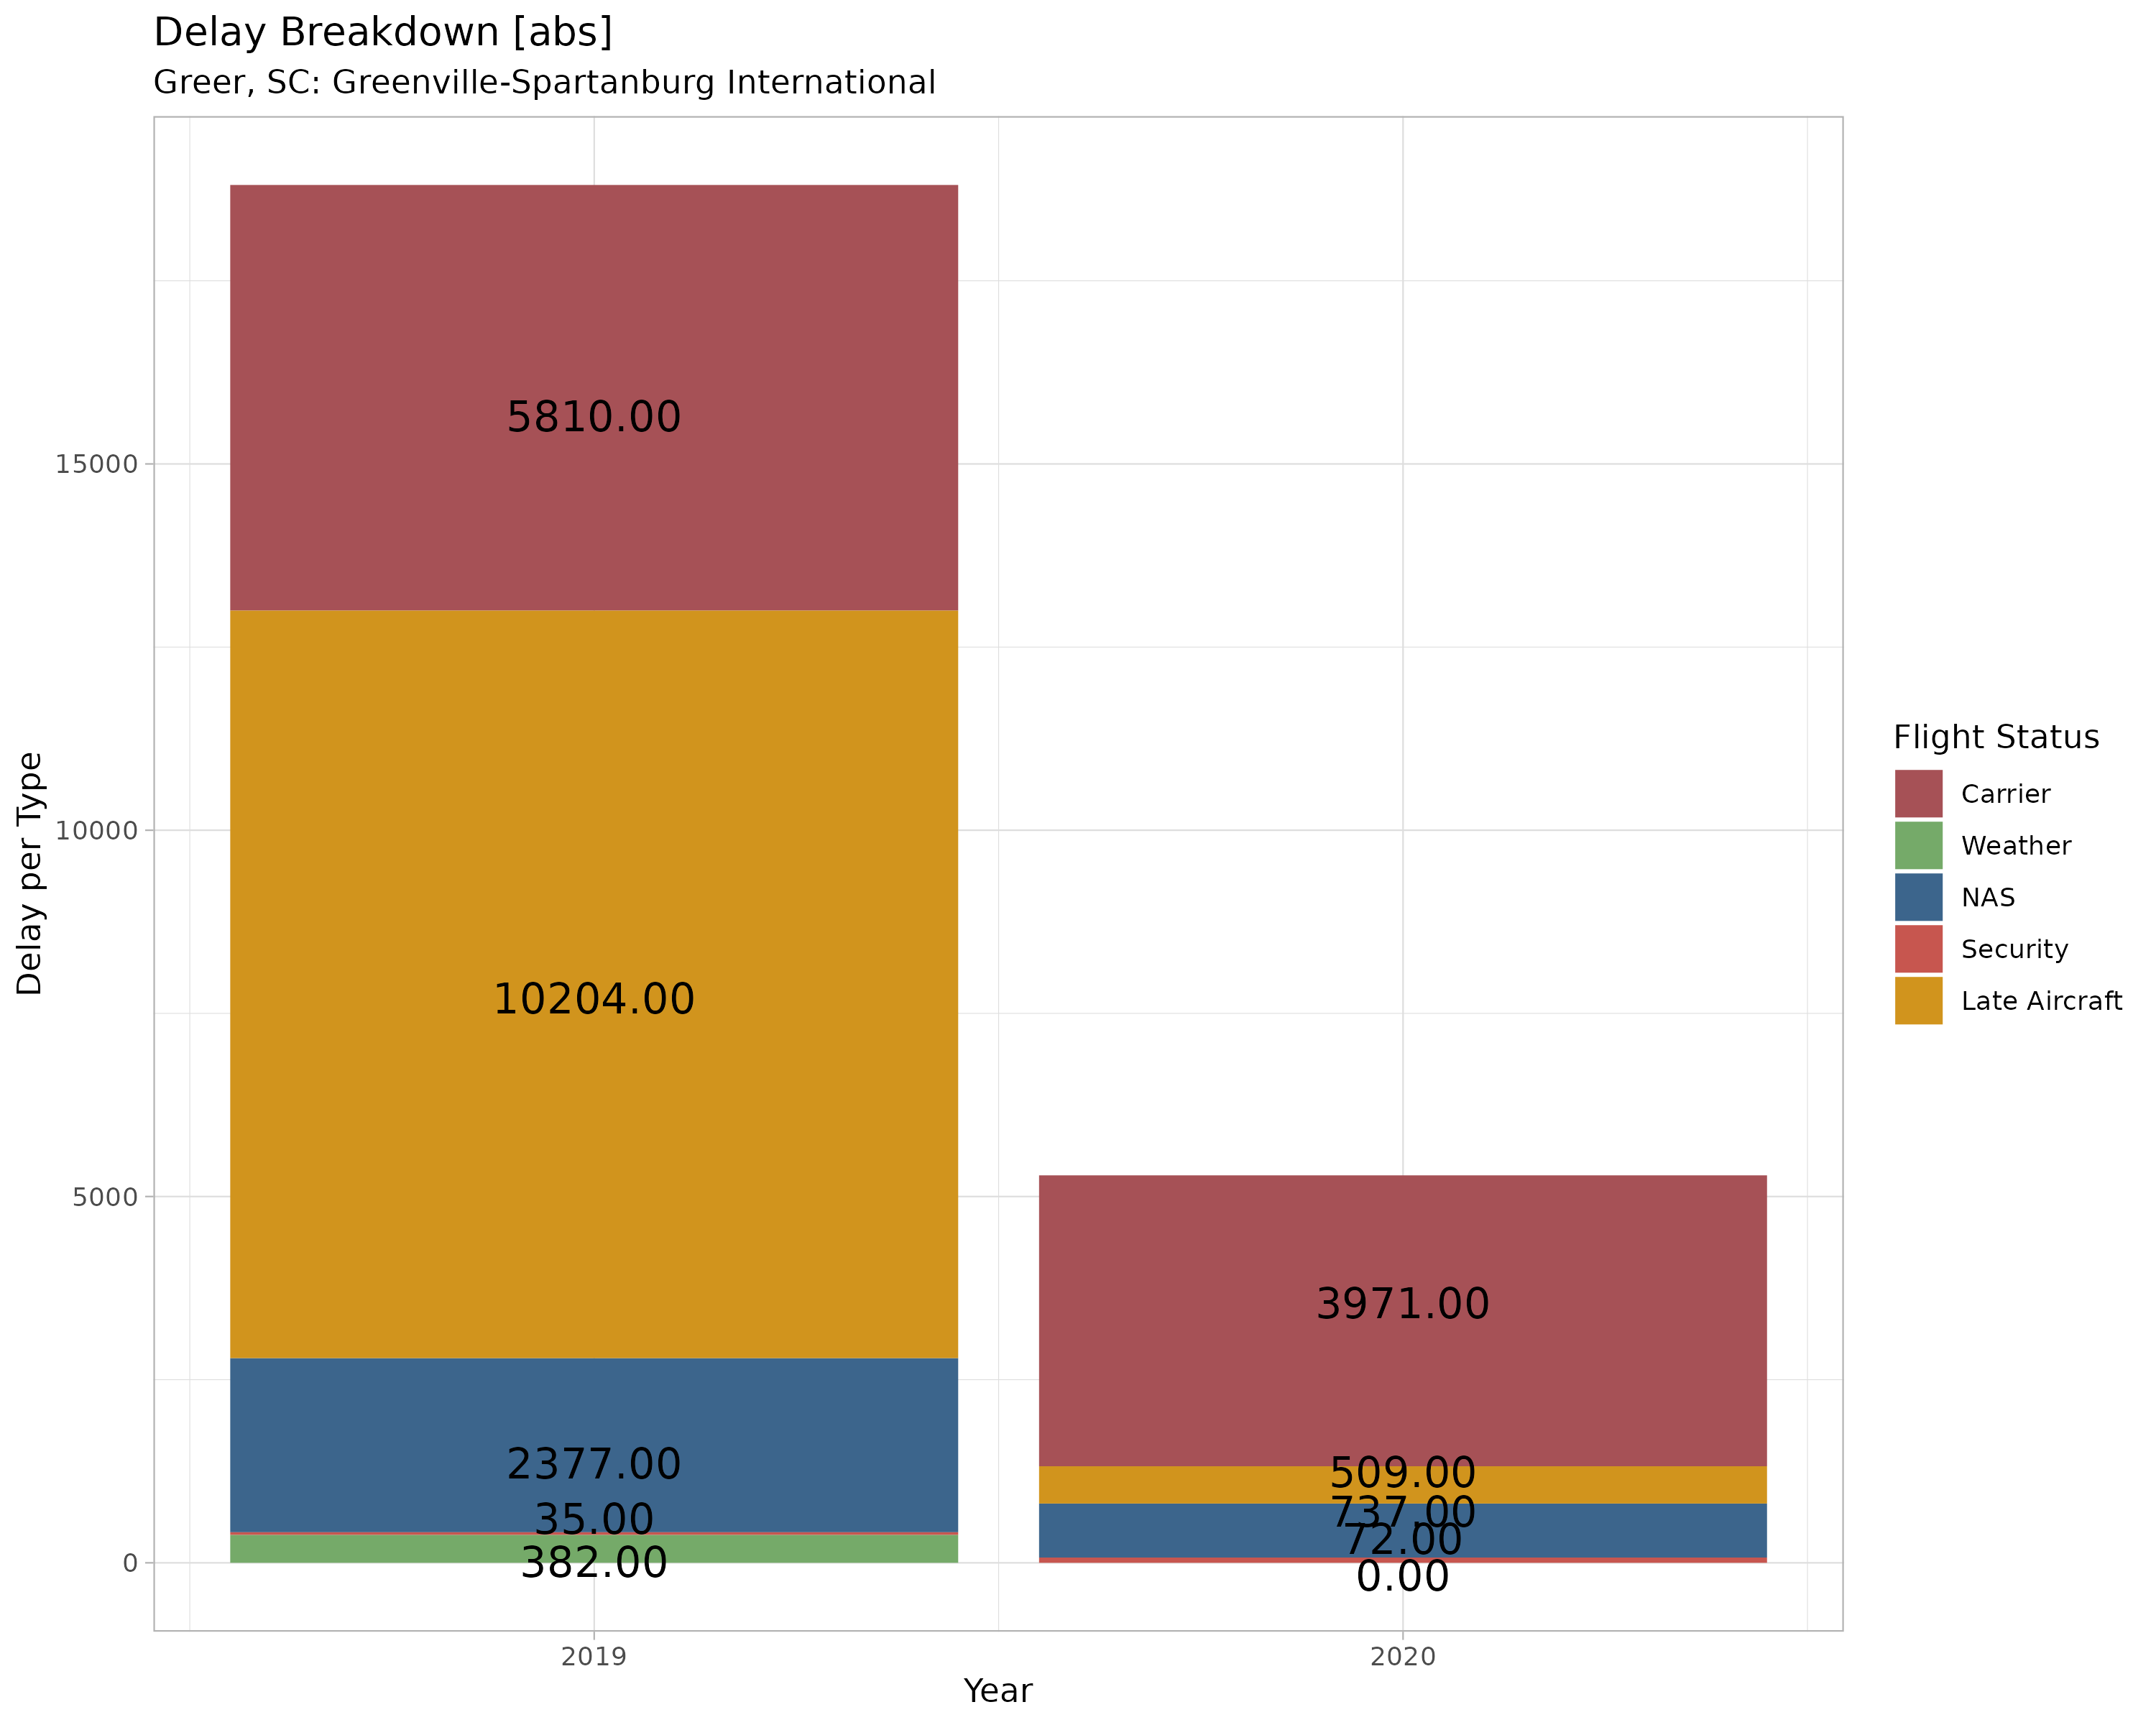 Delay Breakdown [abs]
Greer, SC: Greenville-Spartanburg International
Delay per Type
15000
10000
5000
0
5810.00
10204.00
2377.00
35.00
382.00
3971.00
509.00
737.00
72.00
0.00
2019
2020
Year
Flight Status
Carrier
Weather
NAS
Security
Late Aircraft